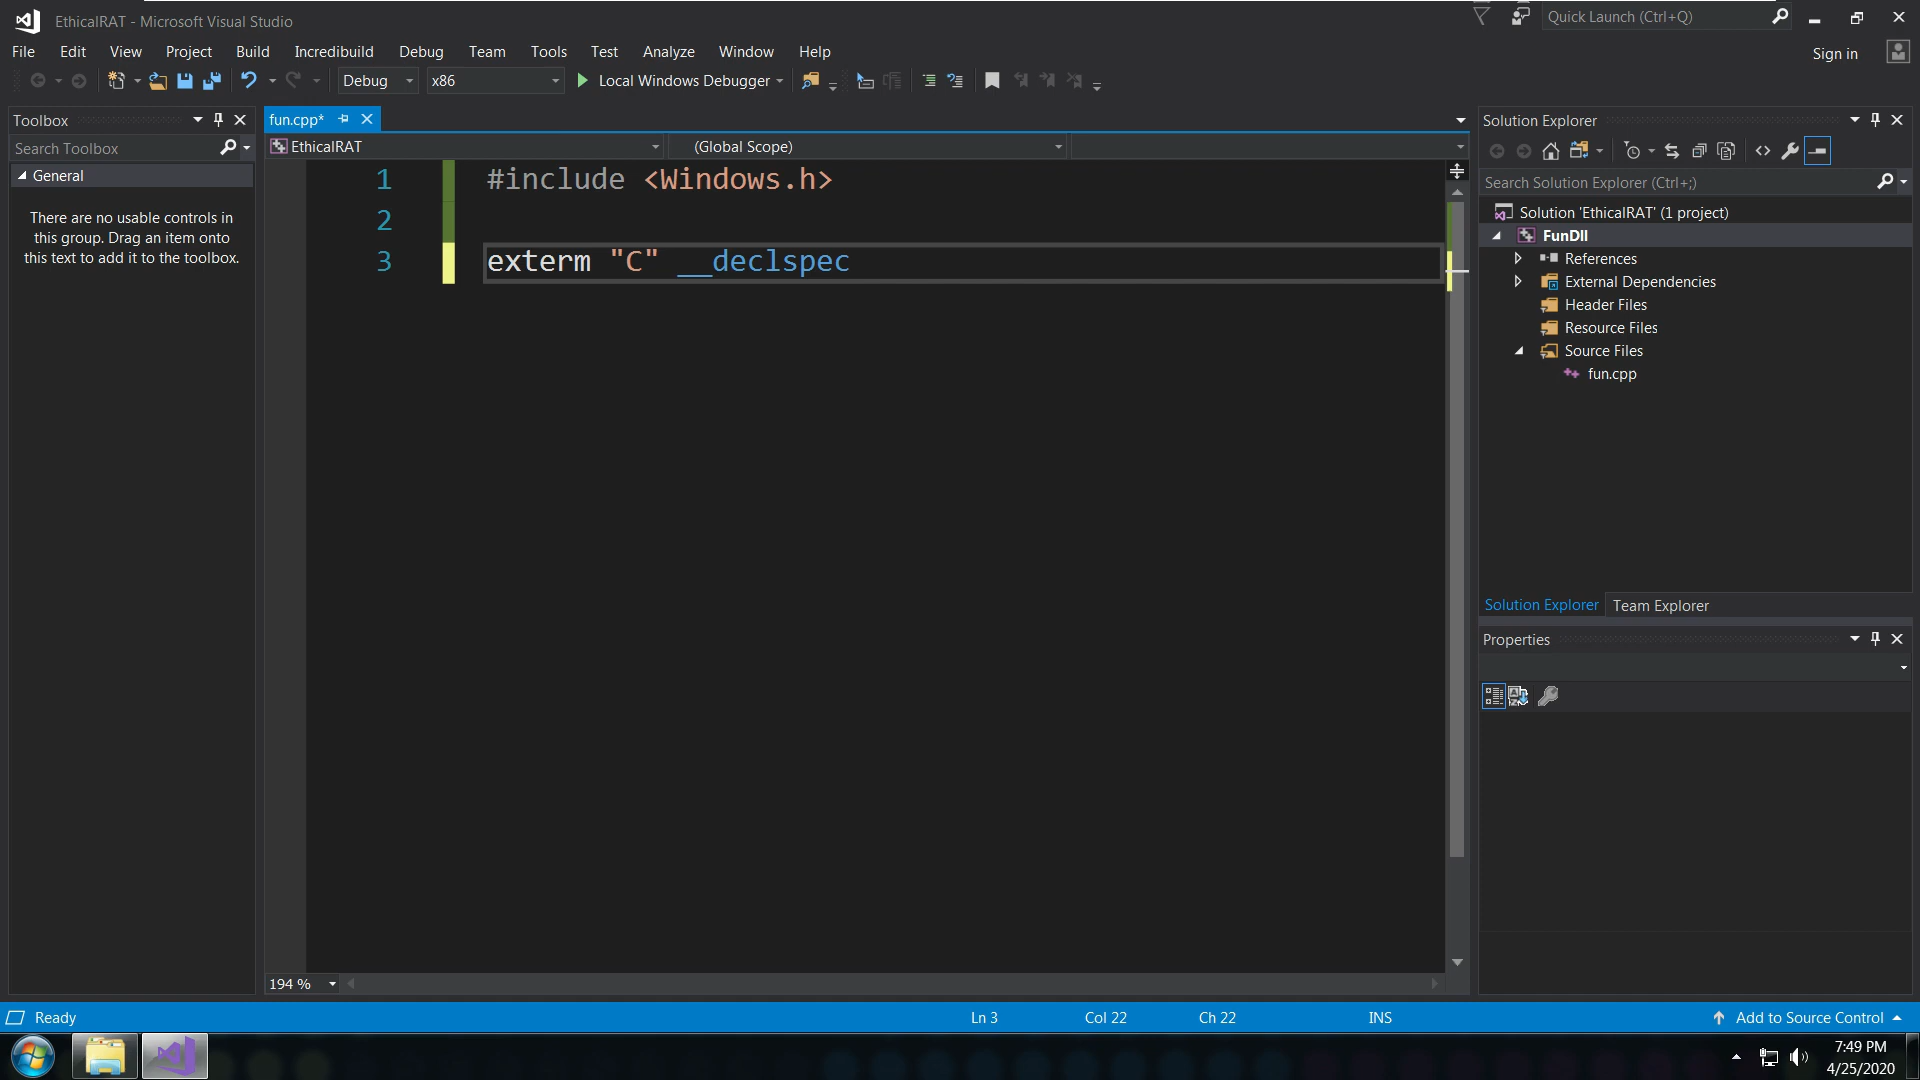 EthicalRAT - Microsoft Visual Studio
Quick Launch (Ctrl+Q)
File Edit View Project Build Incredibuild Debug Team Tools Test Analyze Window Help
Sign in
Debug x86 Local Windows Debugger
Toolbox
Search Toolbox
General
There are no usable controls in
this group. Drag an item onto
this text to add it to the toolbox.
fun.cpp*
EthicalRAT (Global Scope)
1 #include <Windows.h>
2
3 exterm "C" __declspec
194 %
Solution Explorer
Search Solution Explorer (Ctrl+;)
Solution 'EthicalRAT' (1 project)
FunDll
References
External Dependencies
Header Files
Resource Files
Source Files
fun.cpp
Solution Explorer Team Explorer
Properties
Ready Ln 3 Col 22 Ch 22 INS Add to Source Control
7:49 PM
4/25/2020